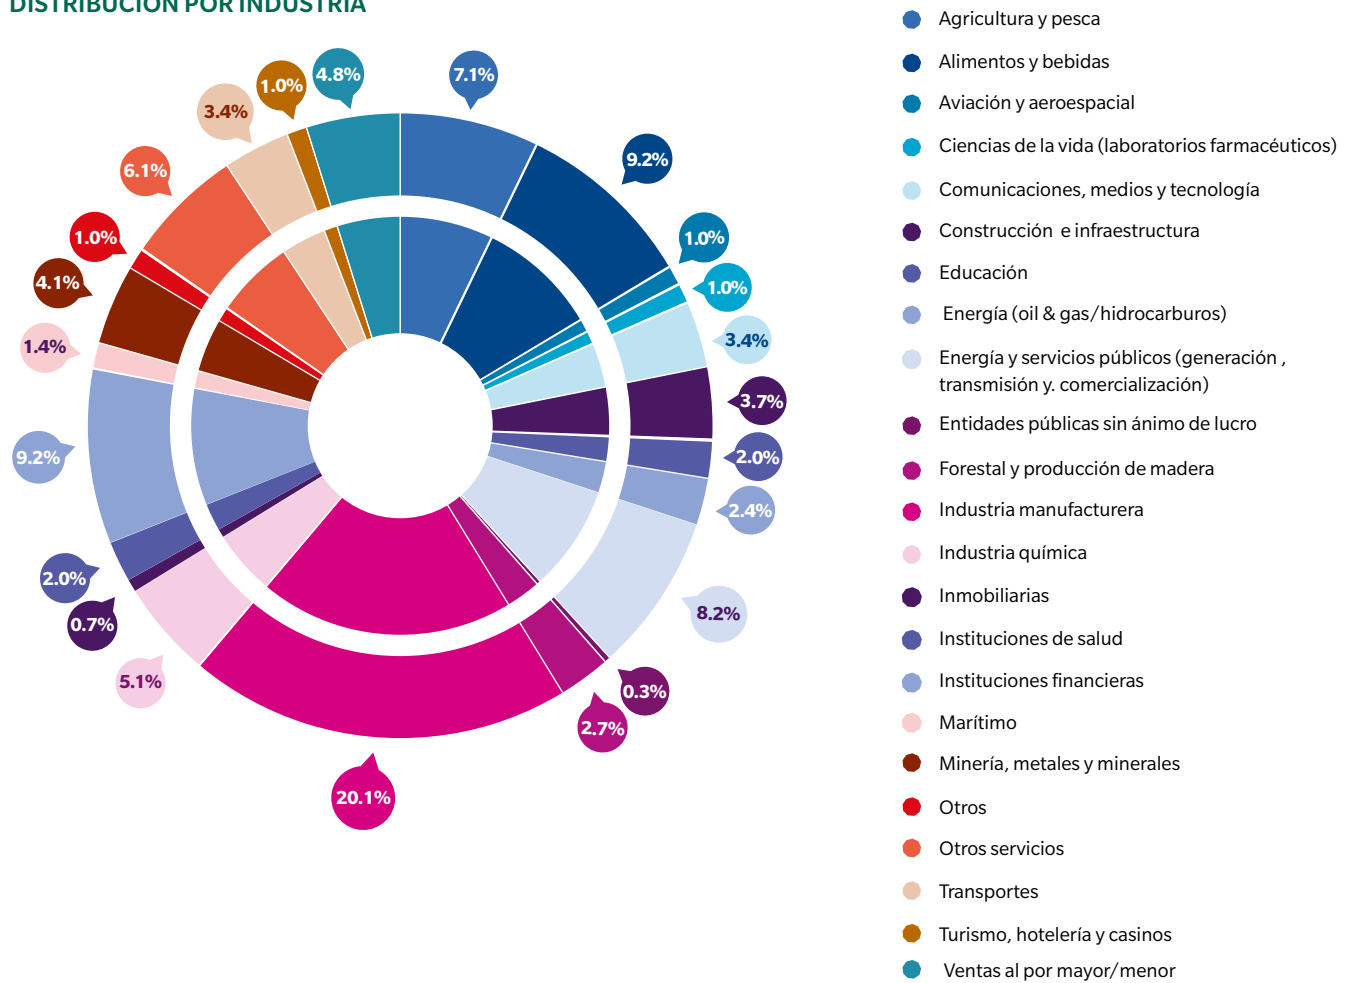 DISTRIBUCIÓN POR INDUSTRIA
7.1%
9.2%
1.0%
1.0%
3.4%
3.7%
2.0%
2.4%
8.2%
0.3%
2.7%
20.1%
5.1%
0.7%
2.0%
9.2%
1.4%
4.1%
1.0%
6.1%
3.4%
1.0%
4.8%
Agricultura y pesca
Alimentos y bebidas
Aviación y aeroespacial
Ciencias de la vida (laboratorios farmacéuticos)
Comunicaciones, medios y tecnología
Construcción e infraestructura
Educación
Energía (oil & gas/hidrocarburos)
Energía y servicios públicos (generación ,
transmisión y. comercialización)
Entidades públicas sin ánimo de lucro
Forestal y producción de madera
Industria manufacturera
Industria química
Inmobiliarias
Instituciones de salud
Instituciones financieras
Marítimo
Minería, metales y minerales
Otros
Otros servicios
Transportes
Turismo, hotelería y casinos
Ventas al por mayor/menor